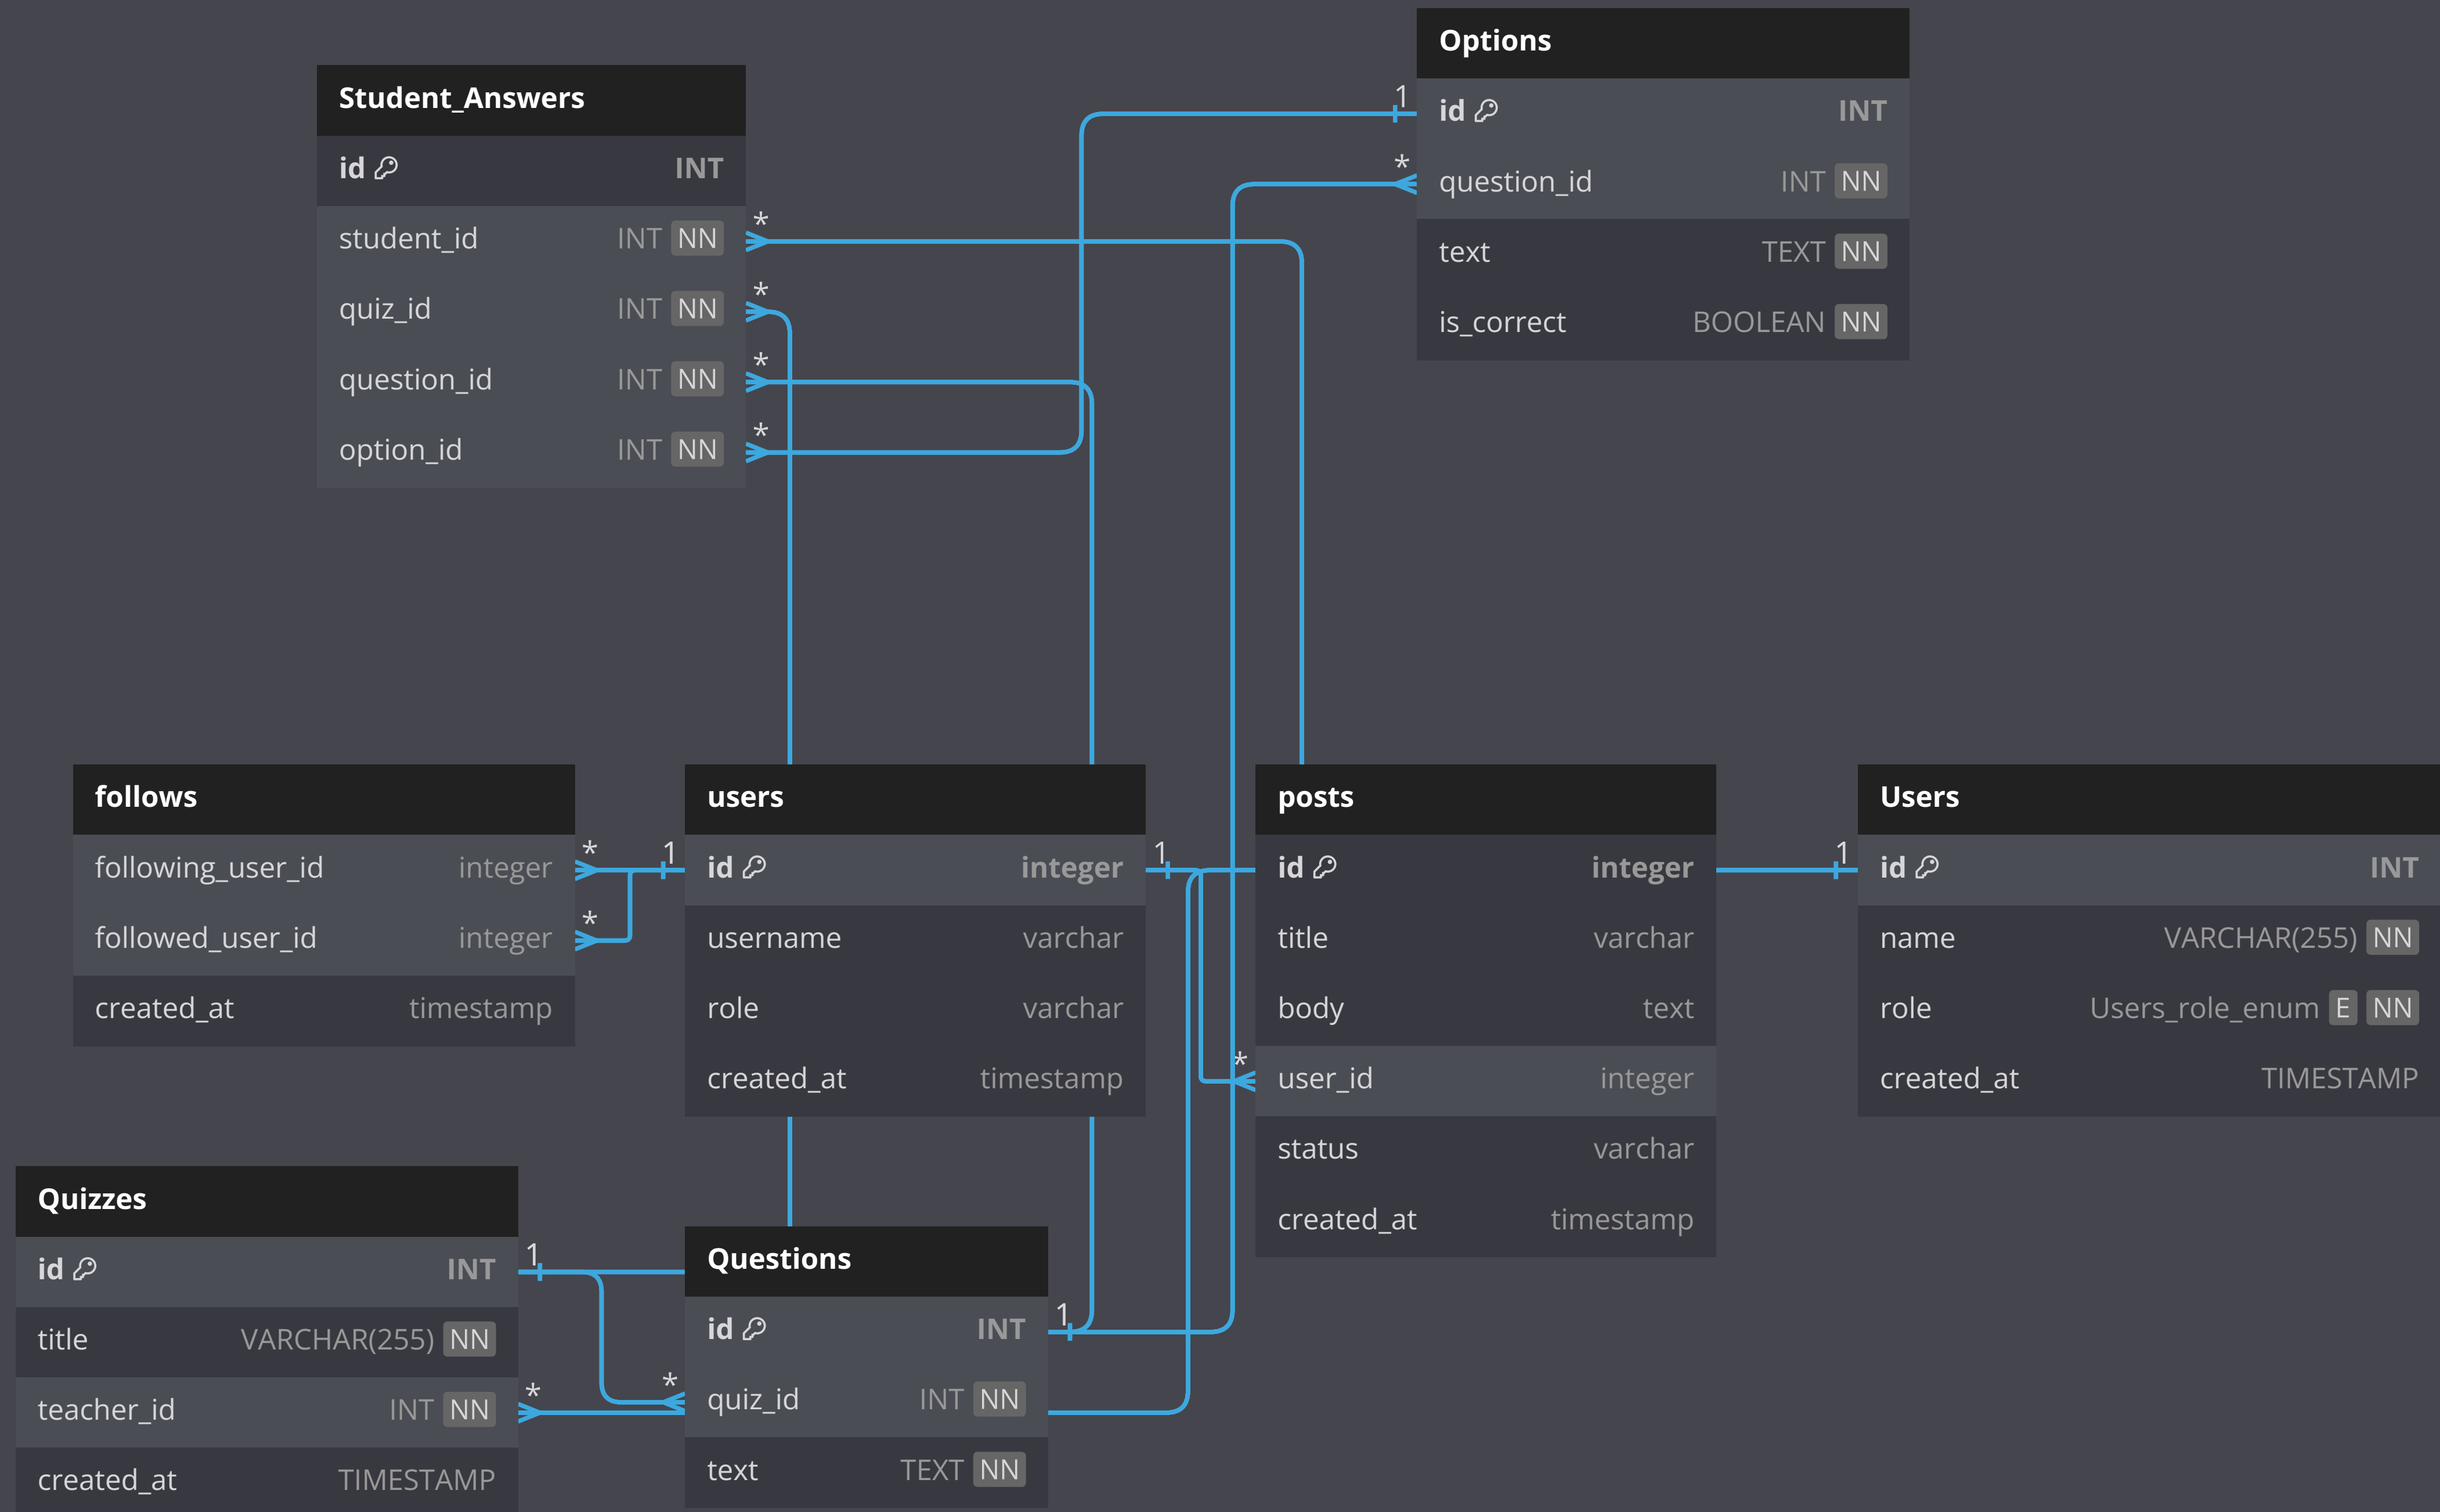 Options
1
id INT
* question_id INT NN
text TEXT NN
is_correct BOOLEAN NN
Student_Answers
id INT
student_id INT NN *
quiz_id INT NN *
question_id INT NN *
option_id INT NN *
follows
following_user_id integer *
followed_user_id integer *
created_at timestamp
users
1 id integer 1
username varchar
role varchar
created_at timestamp
posts
id integer
title varchar
body text
* user_id integer
status varchar
created_at timestamp
Users
1 id INT
name VARCHAR(255) NN
role Users_role_enum E NN
created_at TIMESTAMP
Quizzes
id INT 1
title VARCHAR(255) NN
teacher_id INT NN *
created_at TIMESTAMP
Questions
id INT 1
* quiz_id INT NN
text TEXT NN